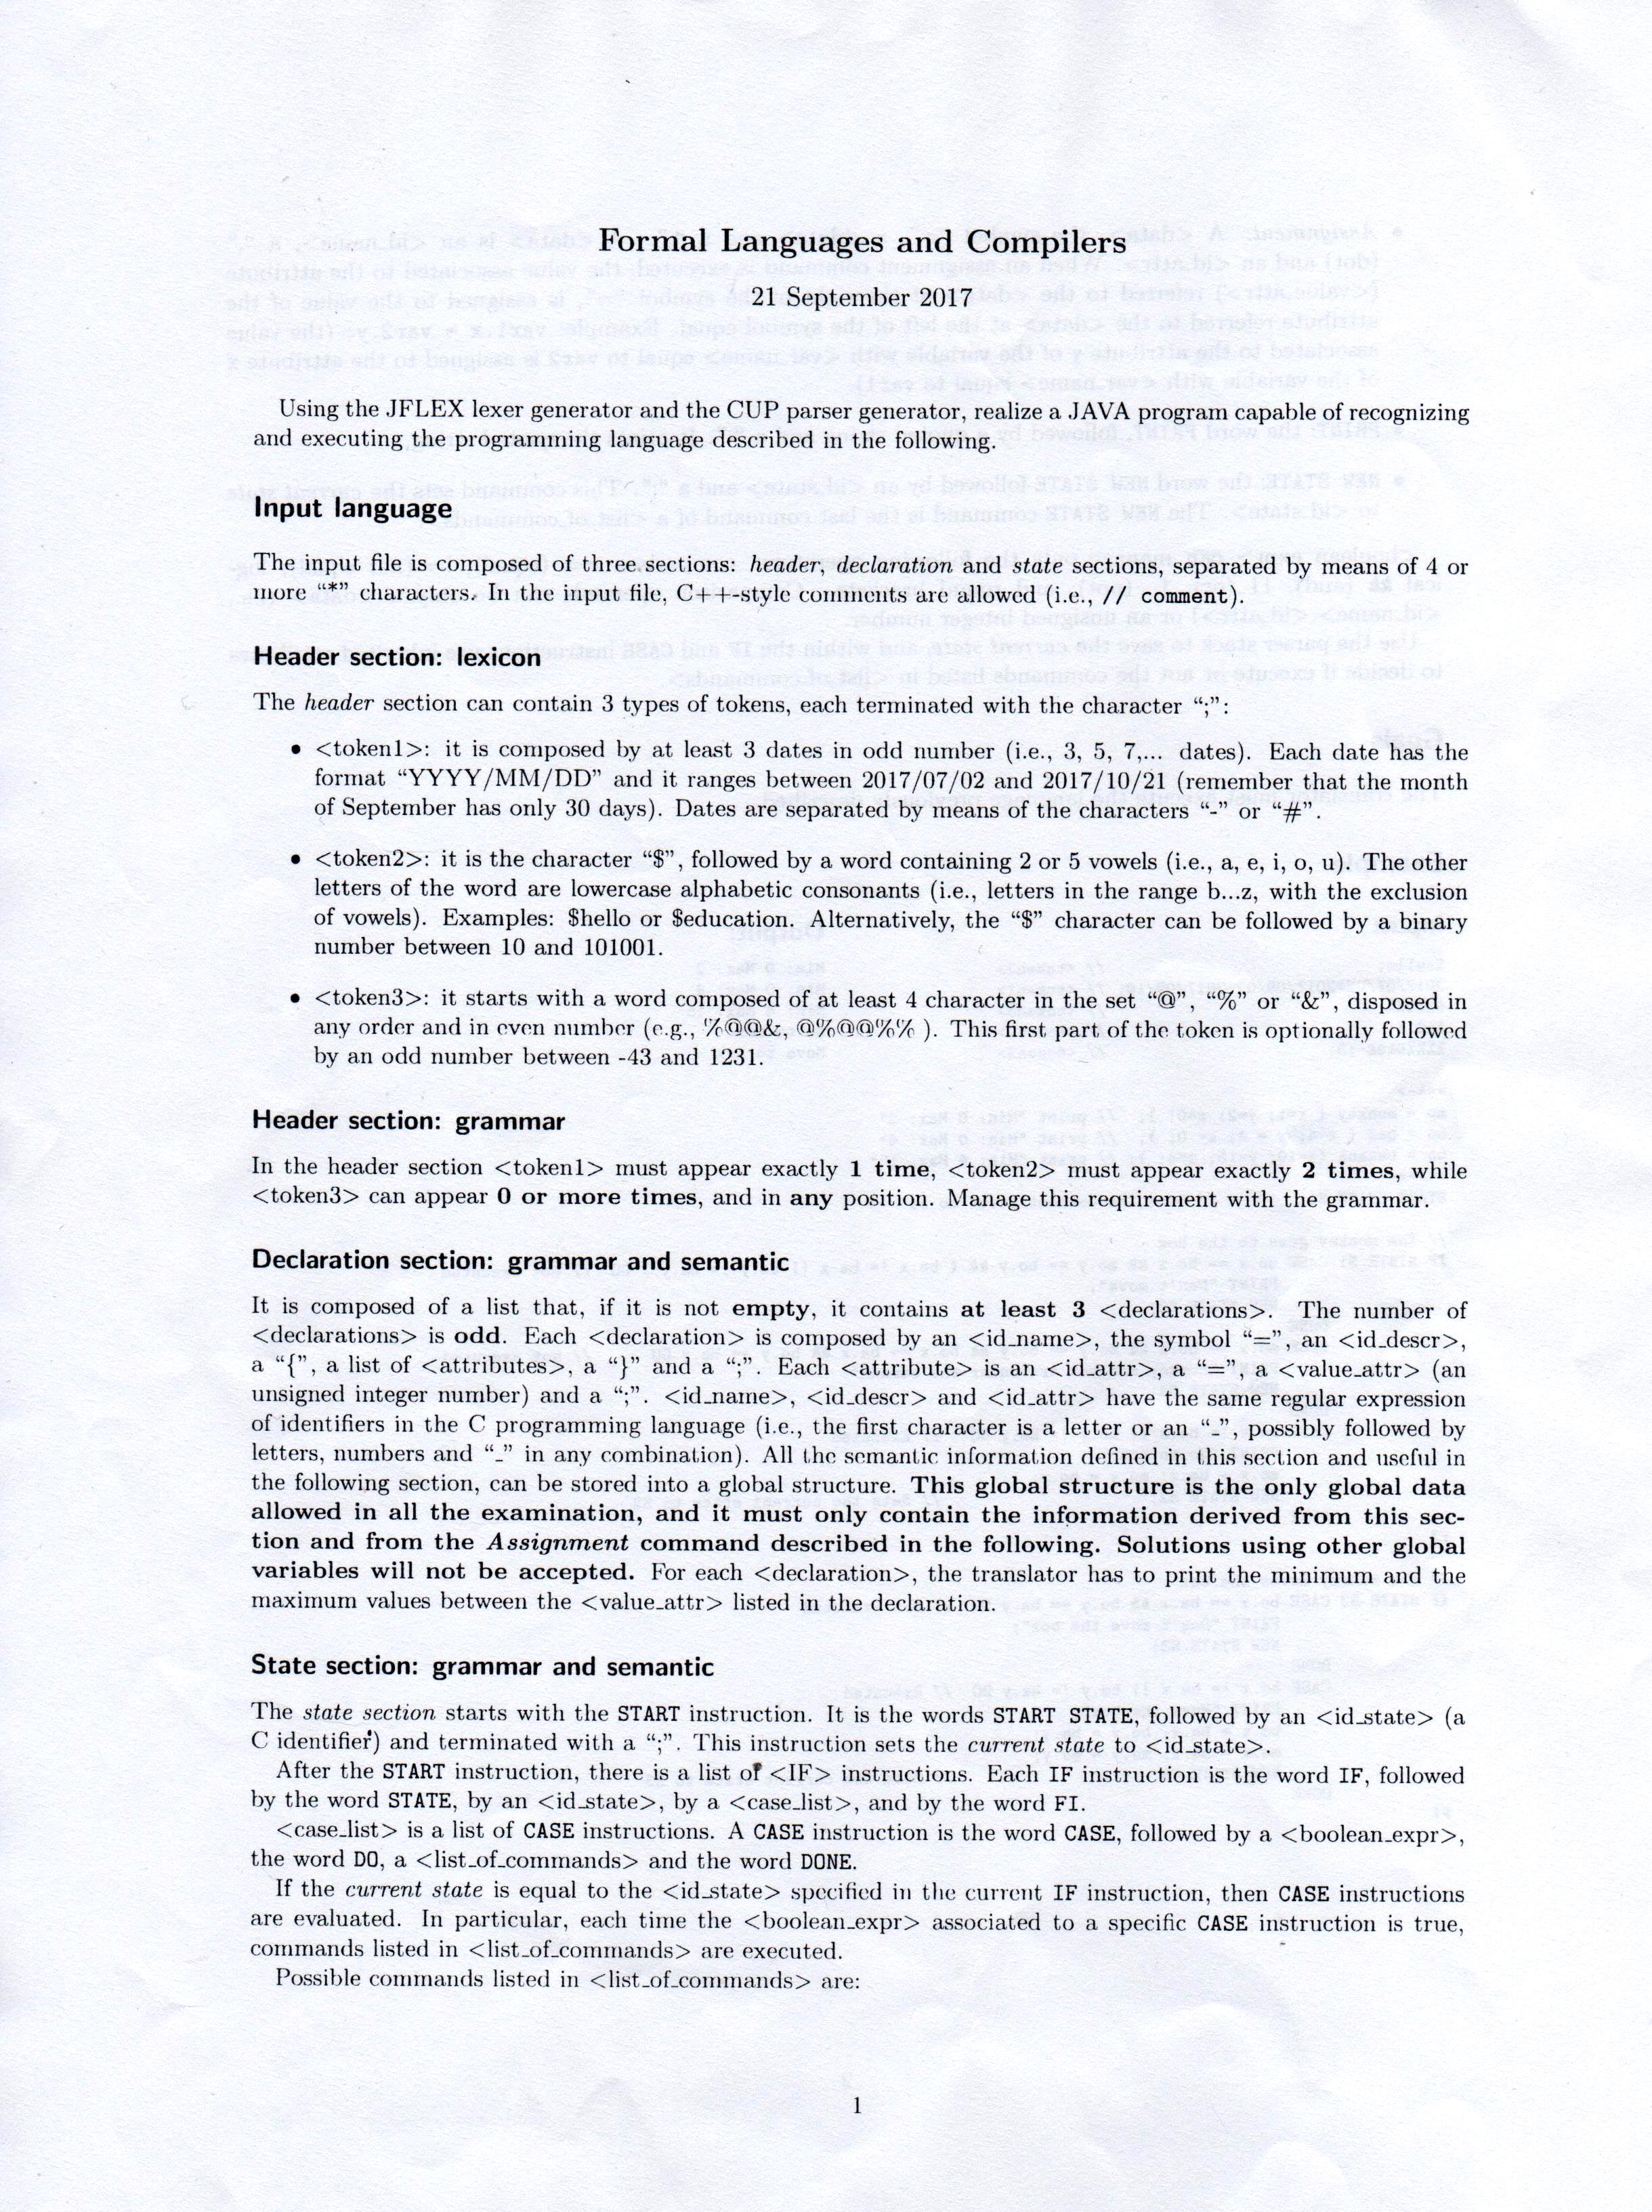 Formal Languages and Compilers
21 September 2017
Using the JFLEX lexer generator and the CUP parser generator, realize a JAVA program capable of recognizing
and executing the programming language described in the following.
Input language
The input file is composed of three sections: header, declaration and state sections, separated by means of 4 or
more “*” characters. In the input file, C++-style comments are allowed (i.e., // comment).
Header section: lexicon
The header section can contain 3 types of tokens, each terminated with the character “;”:
• <token1>: it is composed by at least 3 dates in odd number (i.e., 3, 5, 7,... dates). Each date has the
format “YYYY/MM/DD” and it ranges between 2017/07/02 and 2017/10/21 (remember that the month
of September has only 30 days). Dates are separated by means of the characters “-” or “#”.
• <token2>: it is the character “$”, followed by a word containing 2 or 5 vowels (i.e., a, e, i, o, u). The other
letters of the word are lowercase alphabetic consonants (i.e., letters in the range b...z, with the exclusion
of vowels). Examples: $hello or $education. Alternatively, the “$” character can be followed by a binary
number between 10 and 101001.
• <token3>: it starts with a word composed of at least 4 character in the set “@”, “%” or “&”, disposed in
any order and in even number (e.g., %@@&, @%@@%% ). This first part of the token is optionally followed
by an odd number between -43 and 1231.
Header section: grammar
In the header section <token1> must appear exactly 1 time, <token2> must appear exactly 2 times, while
<token3> can appear 0 or more times, and in any position. Manage this requirement with the grammar.
Declaration section: grammar and semantic
It is composed of a list that, if it is not empty, it contains at least 3 <declarations>. The number of
<declarations> is odd. Each <declaration> is composed by an <id_name>, the symbol “=”, an <id_descr>,
a “{”, a list of <attributes>, a “}” and a “;”. Each <attribute> is an <id_attr>, a “=”, a <value_attr> (an
unsigned integer number) and a “;”. <id_name>, <id_descr> and <id_attr> have the same regular expression
of identifiers in the C programming language (i.e., the first character is a letter or an “_”, possibly followed by
letters, numbers and “_” in any combination). All the semantic information defined in this section and useful in
the following section, can be stored into a global structure. This global structure is the only global data
allowed in all the examination, and it must only contain the information derived from this sec-
tion and from the Assignment command described in the following. Solutions using other global
variables will not be accepted. For each <declaration>, the translator has to print the minimum and the
maximum values between the <value_attr> listed in the declaration.
State section: grammar and semantic
The state section starts with the START instruction. It is the words START STATE, followed by an <id_state> (a
C identifier) and terminated with a “;”. This instruction sets the current state to <id_state>.
After the START instruction, there is a list of <IF> instructions. Each IF instruction is the word IF, followed
by the word STATE, by an <id_state>, by a <case_list>, and by the word FI.
<case_list> is a list of CASE instructions. A CASE instruction is the word CASE, followed by a <boolean_expr>,
the word DO, a <list_of_commands> and the word DONE.
If the current state is equal to the <id_state> specified in the current IF instruction, then CASE instructions
are evaluated. In particular, each time the <boolean_expr> associated to a specific CASE instruction is true,
commands listed in <list_of_commands> are executed.
Possible commands listed in <list_of_commands> are:
1